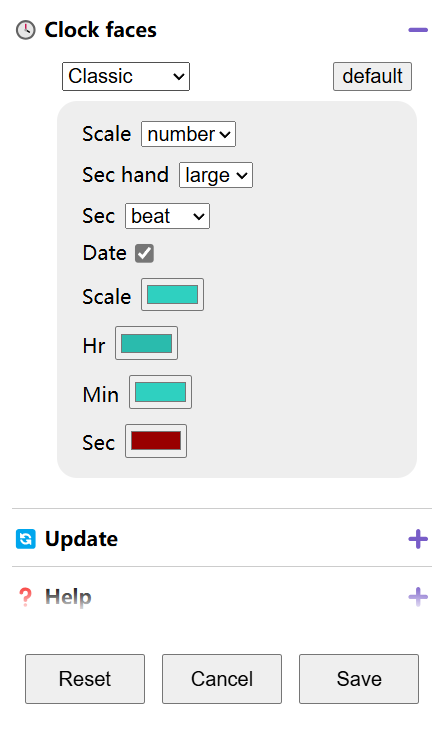 Clock faces
Classic default
Scale number
Sec hand large
Sec beat
Date
Scale
Hr
Min
Sec
Update
Help
Reset Cancel Save